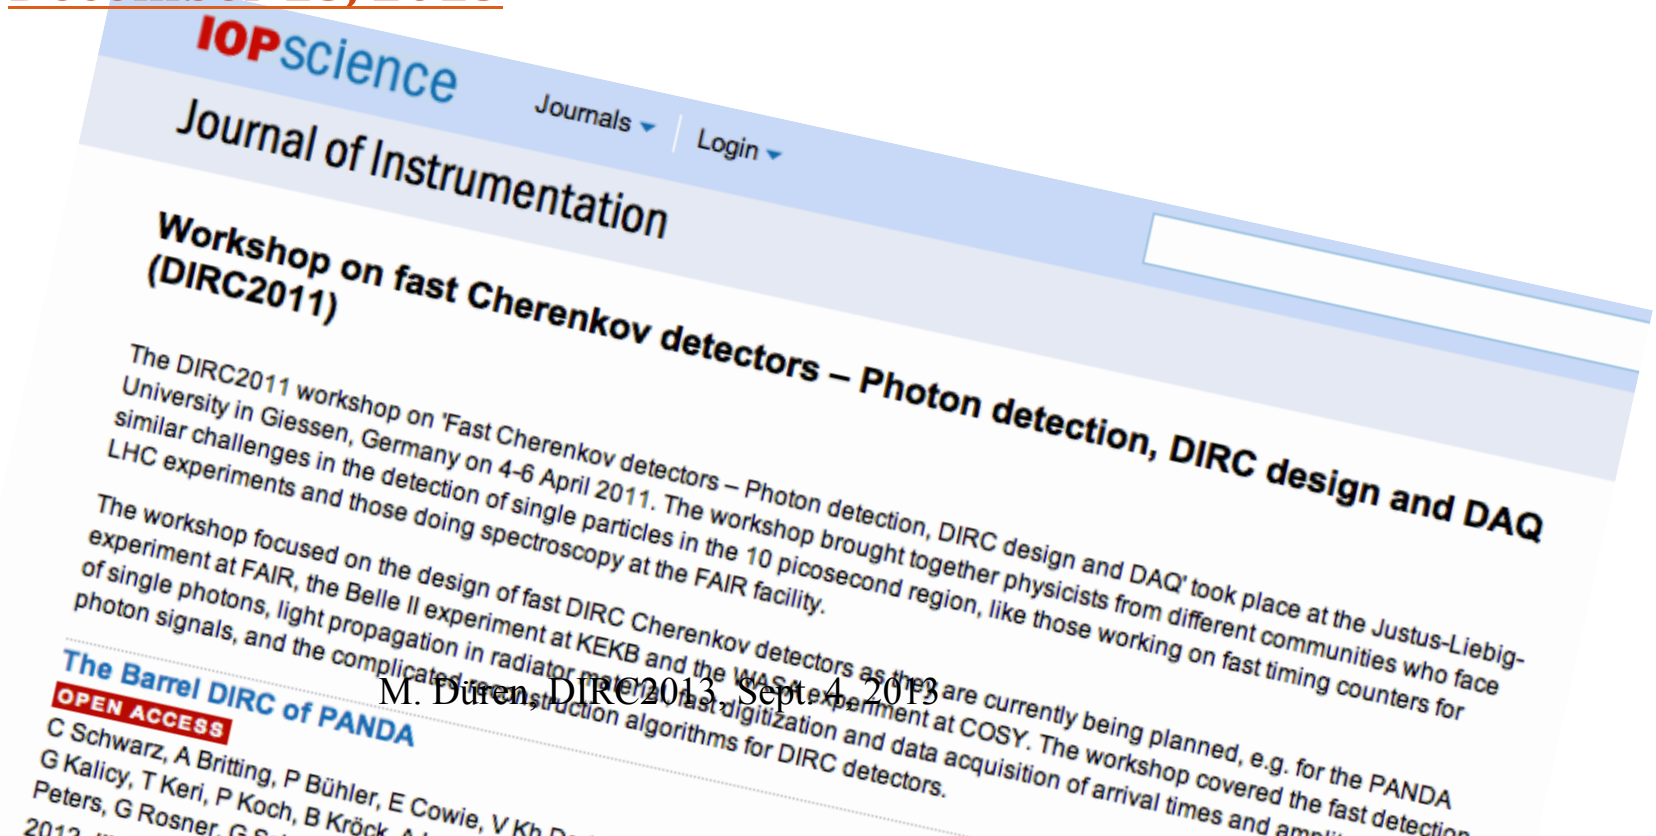 IOPscience
Journals
Login
Journal of Instrumentation
Workshop on fast Cherenkov detectors – Photon detection, DIRC design and DAQ
(DIRC2011)
The DIRC2011 workshop on 'Fast Cherenkov detectors – Photon detection, DIRC design and DAQ' took place at the Justus-Liebig-
University in Giessen, Germany on 4-6 April 2011. The workshop brought together physicists from different communities who face
similar challenges in the detection of single particles in the 10 picosecond region, like those working on fast timing counters for
LHC experiments and those doing spectroscopy at the FAIR facility.
The workshop focused on the design of fast DIRC Cherenkov detectors as they are currently being planned, e.g. for the PANDA
experiment at FAIR, the Belle II experiment at KEKB and the WASA experiment at COSY. The workshop covered the fast detection
of single photons, light propagation in radiator material, fast digitization and data acquisition of arrival times and
photon signals, and the complicated reconstruction algorithms for DIRC detectors.
M. Düren, DIRC2013, Sept. 4, 2013
The Barrel DIRC of PANDA
OPEN ACCESS
C Schwarz, A Britting, P Bühler, E Cowie, V Kh
G Kalicy, T Keri, P Koch, B Kröck,
Peters, G Rosner, G
2012